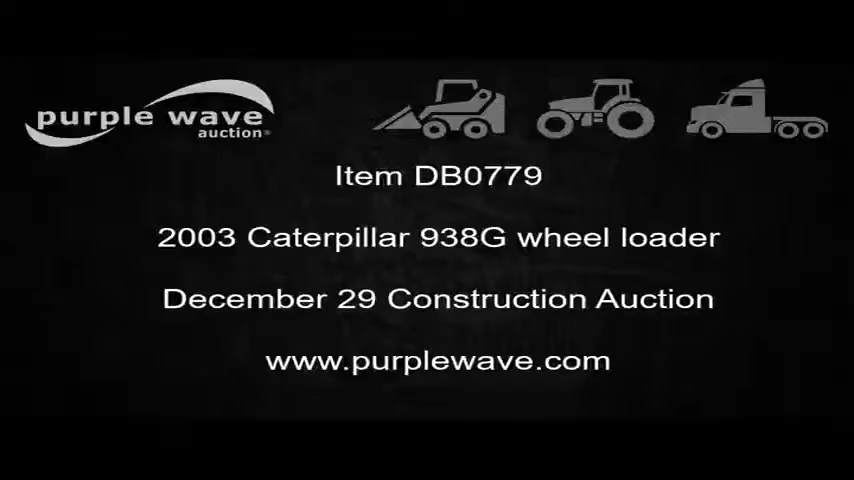 purple wave
auction®
Item DB0779
2003 Caterpillar 938G wheel loader
December 29 Construction Auction
www.purplewave.com